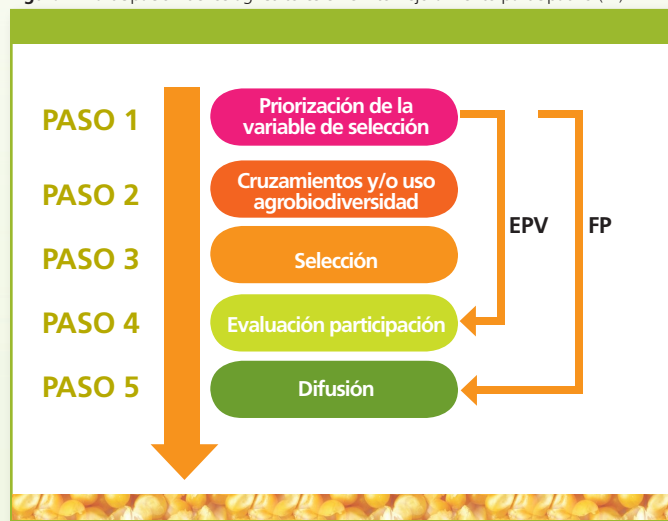 PASO 1
Priorización de la
variable de selección
PASO 2
Cruzamientos y/o uso
agrobiodiversidad
EPV
FP
PASO 3
Selección
PASO 4
Evaluación participación
PASO 5
Difusión